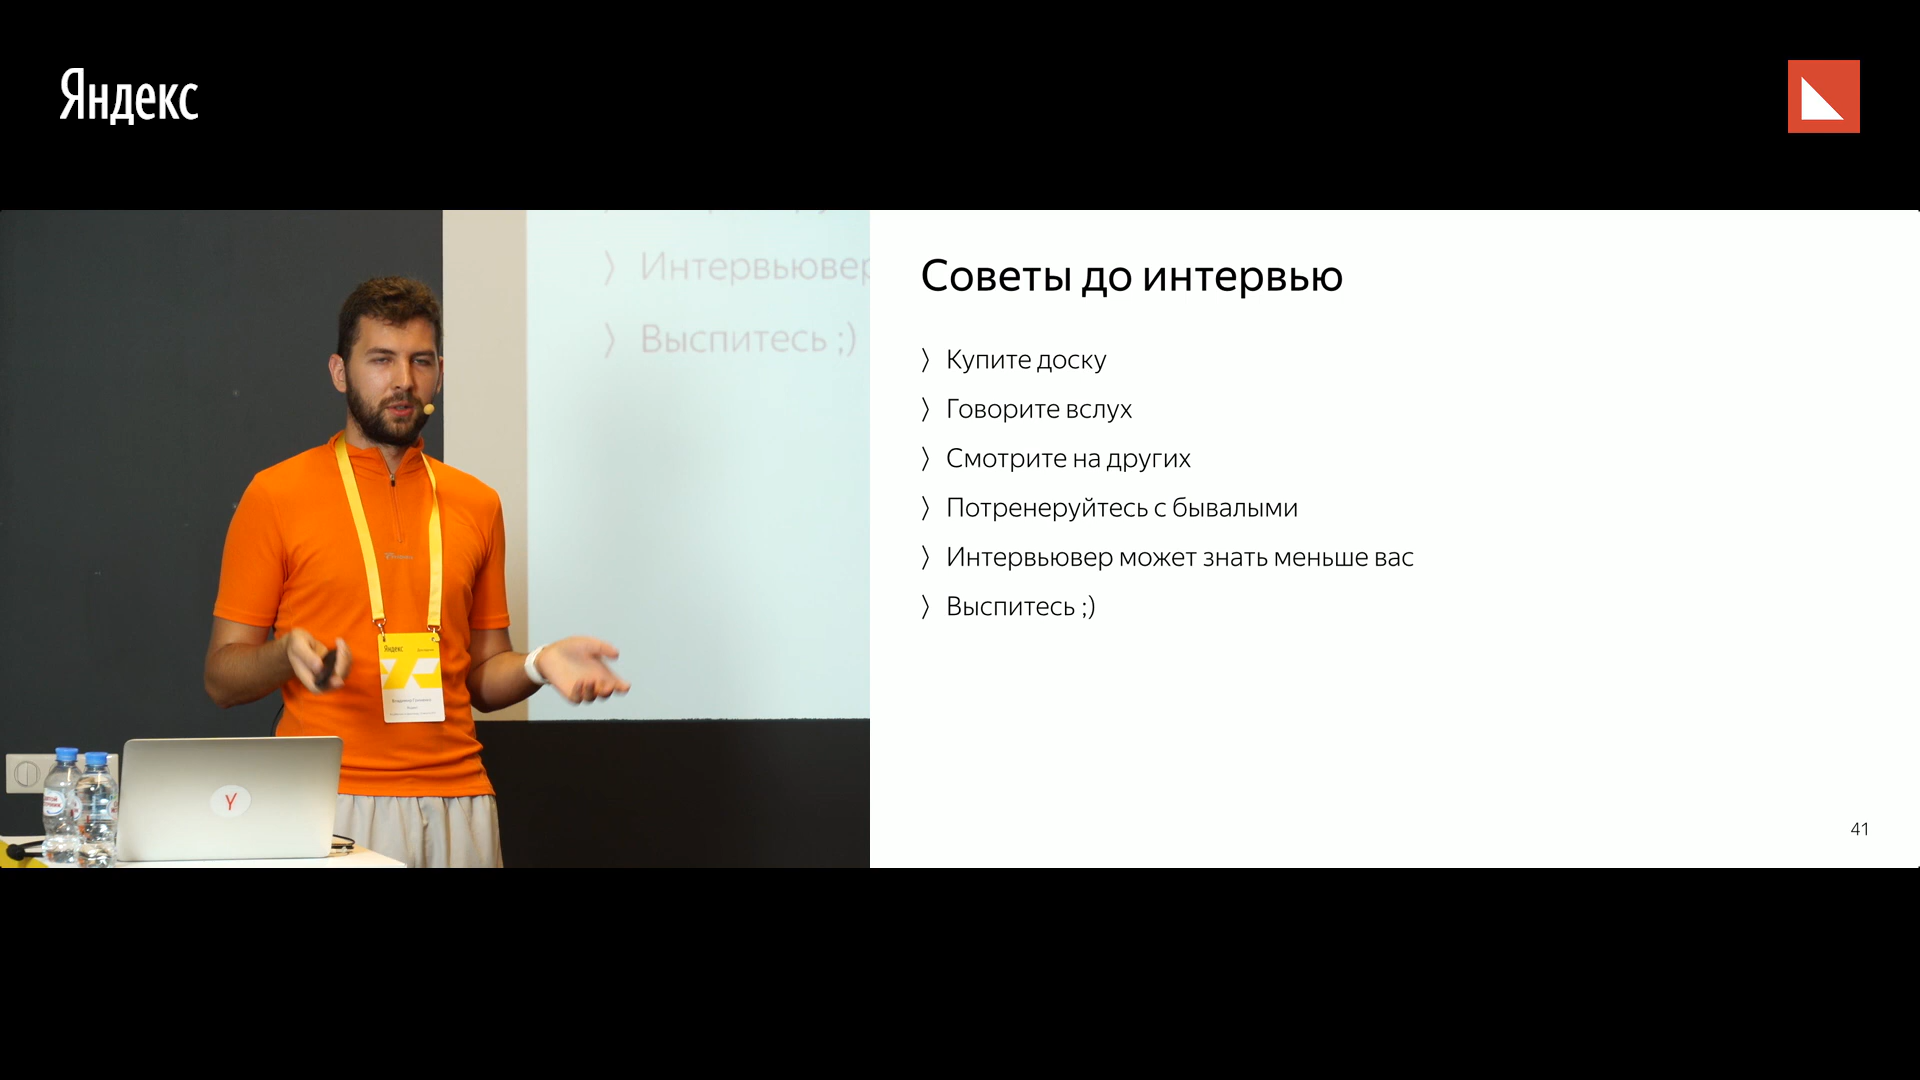 Яндекс
Интервьювер
Выспитесь ;)
Яндекс
Y
Советы до интервью
〉 Купите доску
〉 Говорите вслух
〉 Смотрите на других
〉 Потренеруйтесь с бывалыми
〉 Интервьювер может знать меньше вас
〉 Выспитесь ;)
41